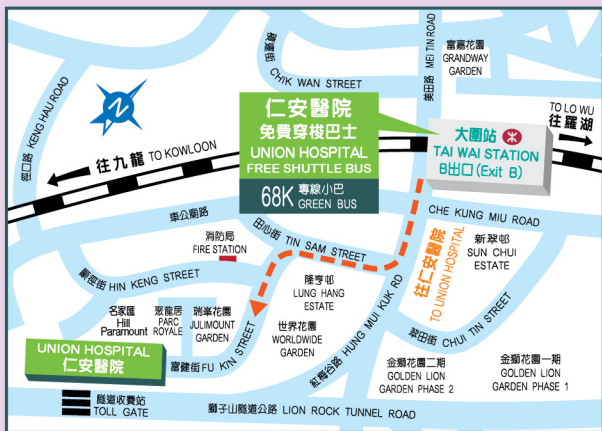 積運街
CHIK WAN STREET
美田路 MEI TIN ROAD
富嘉花園
GRANDWAY
GARDEN
徑口路 KENG HAU ROAD
N
仁安醫院
免費穿梭巴士
UNION HOSPITAL
FREE SHUTTLE BUS
68K 專線小巴
GREEN BUS
大圍站
TAI WAI STATION
B出口 (Exit B)
TO LO WU
往羅湖
往九龍 TO KOWLOON
車公廟路
CHE KUNG MIU ROAD
田心街 TIN SAM STREET
消防局
FIRE STATION
顯徑街 HIN KENG STREET
往仁安醫院
TO UNION HOSPITAL
新翠邨
SUN CHUI
ESTATE
隆亨邨
LUNG HANG
ESTATE
紅梅谷路 HUNG MUI KUK RD
翠田街 CHUI TIN STREET
名家匯
Hill
Paramount
聚龍居
PARC
ROYALE
瑞峯花園
JULIMOUNT
GARDEN
世界花園
WORLDWIDE
GARDEN
富健街 FU KIN STREET
UNION HOSPITAL
仁安醫院
金獅花園二期
GOLDEN LION
GARDEN PHASE 2
金獅花園一期
GOLDEN LION
GARDEN PHASE 1
隧道收費站
TOLL GATE
獅子山隧道公路 LION ROCK TUNNEL ROAD